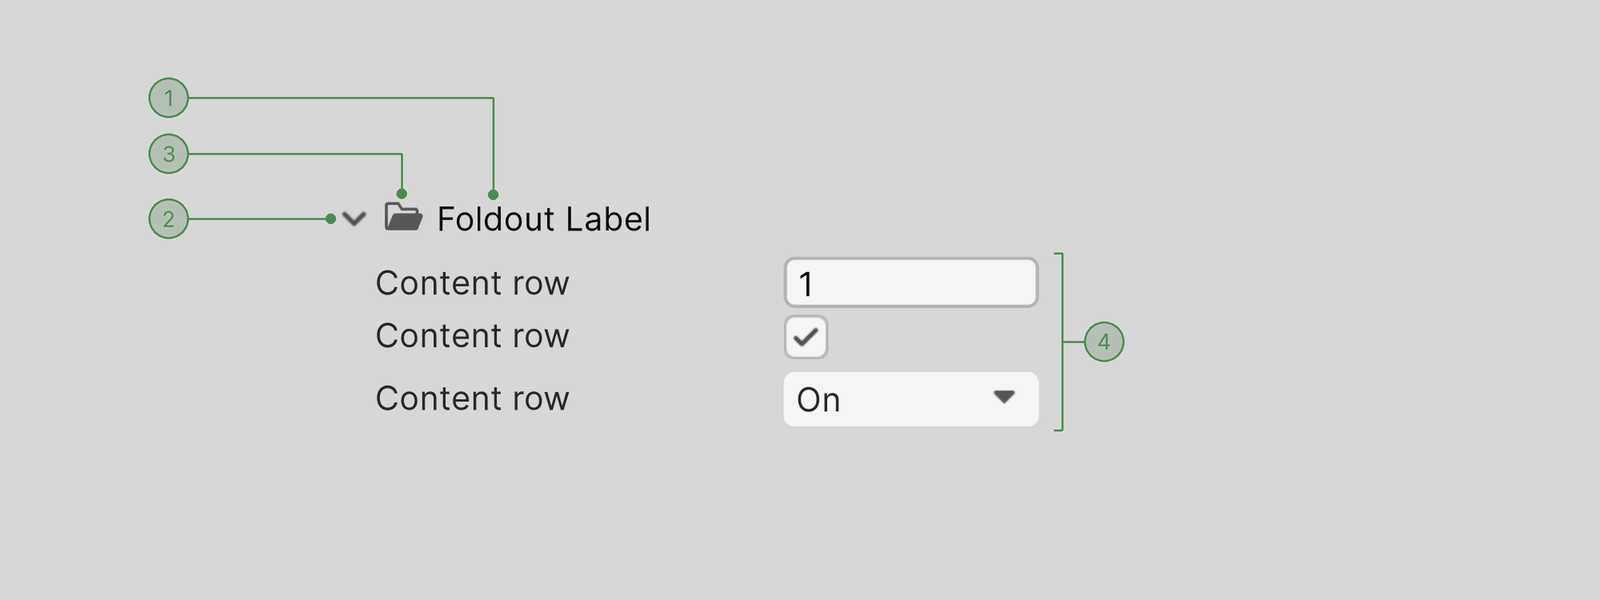 1
3
2
Foldout Label
Content row 1
Content row
Content row On
4